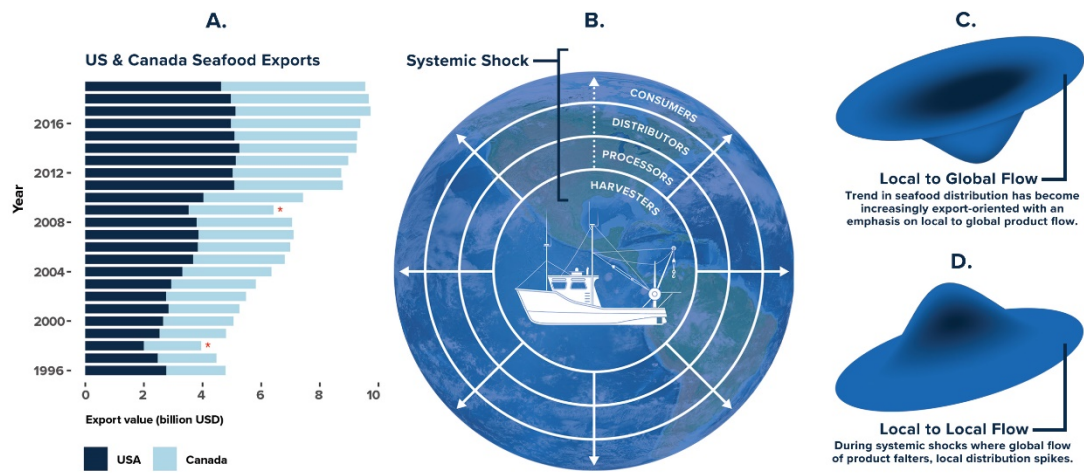 A.
US & Canada Seafood Exports
Year
2016
2012
2008
2004
2000
1996
*
*
0 2 4 6 8 10
Export value (billion USD)
USA Canada
B.
Systemic Shock
CONSUMERS
DISTRIBUTORS
PROCESSORS
HARVESTERS
C.
Local to Global Flow
Trend in seafood distribution has become
increasingly export-oriented with an
emphasis on local to global product flow.
D.
Local to Local Flow
During systemic shocks where global flow
of product falters, local distribution spikes.